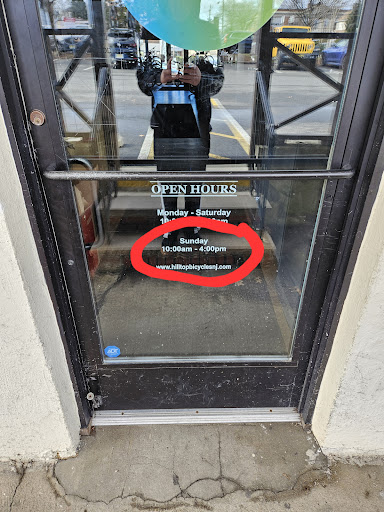 OPEN HOURS
Monday - Saturday
Sunday
10:00am - 4:00pm
www.hilltopbicyclesnj.com